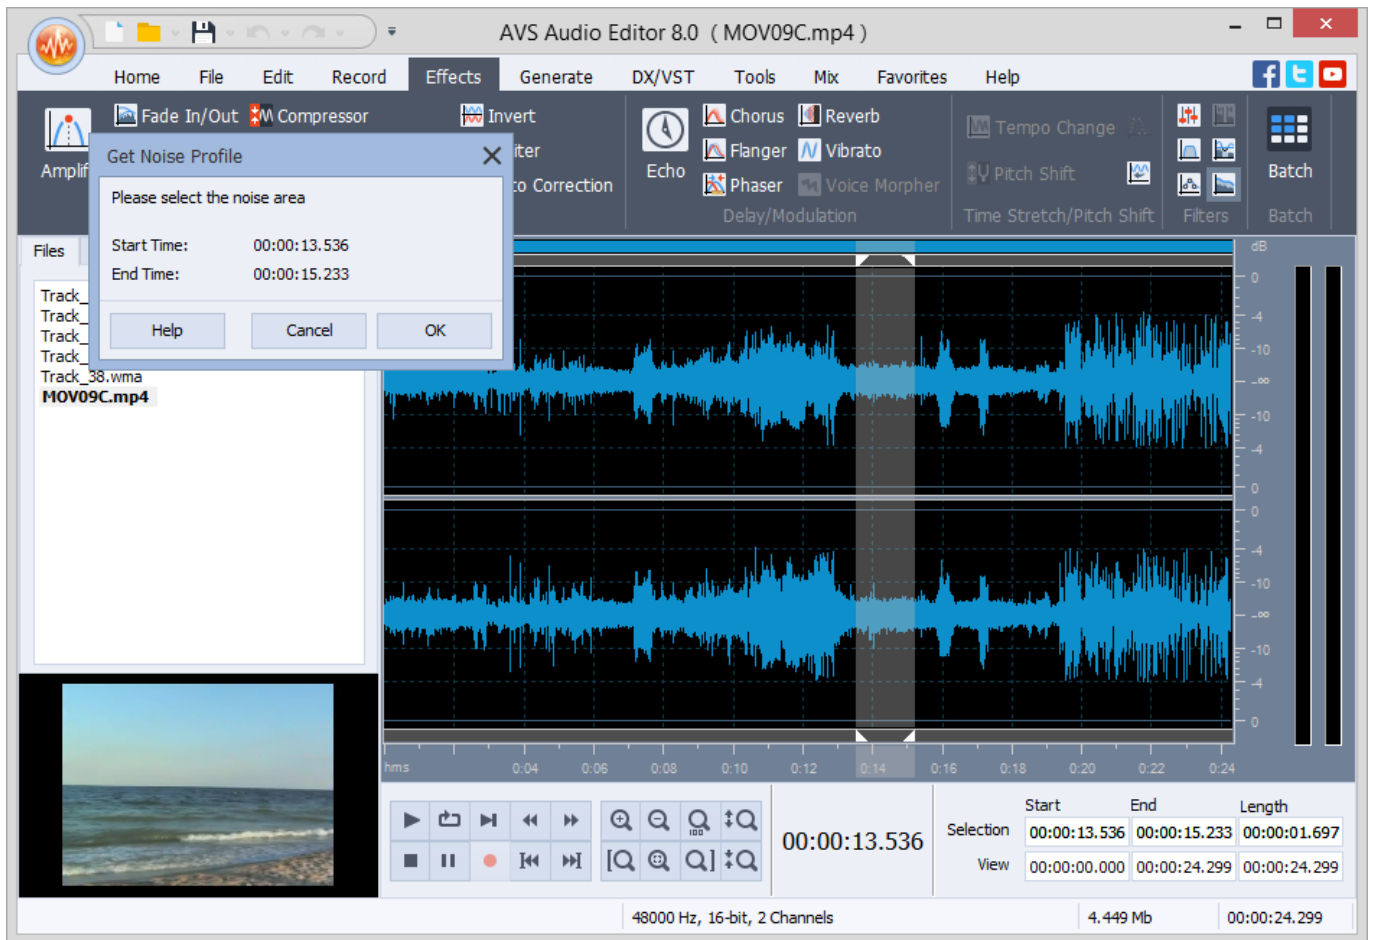 AVS Audio Editor 8.0 ( MOV09C.mp4 )
Home File Edit Record Effects Generate DX/VST Tools Mix Favorites Help
Fade In/Out Compressor Invert Chorus Reverb Tempo Change
Get Noise Profile
iter Flanger Vibrato
Amplif Echo Batch
Pitch Shift
to Correction Phaser Voice Morpher
Delay/Modulation Time Stretch/Pitch Shift Filters Batch
Please select the noise area
Start Time: 00:00:13.536
End Time: 00:00:15.233
Help Cancel OK
Files
Track_
Track_
Track_
Track_
Track_38.wma
MOV09C.mp4
dB
0
-4
-10
-∞
-10
-4
0
0
-4
-10
-∞
-10
-4
0
hms 0:04 0:06 0:08 0:10 0:12 0:14 0:16 0:18 0:20 0:22 0:24
100
00:00:13.536
Start End Length
Selection 00:00:13.536 00:00:15.233 00:00:01.697
View 00:00:00.000 00:00:24.299 00:00:24.299
48000 Hz, 16-bit, 2 Channels 4.449 Mb 00:00:24.299